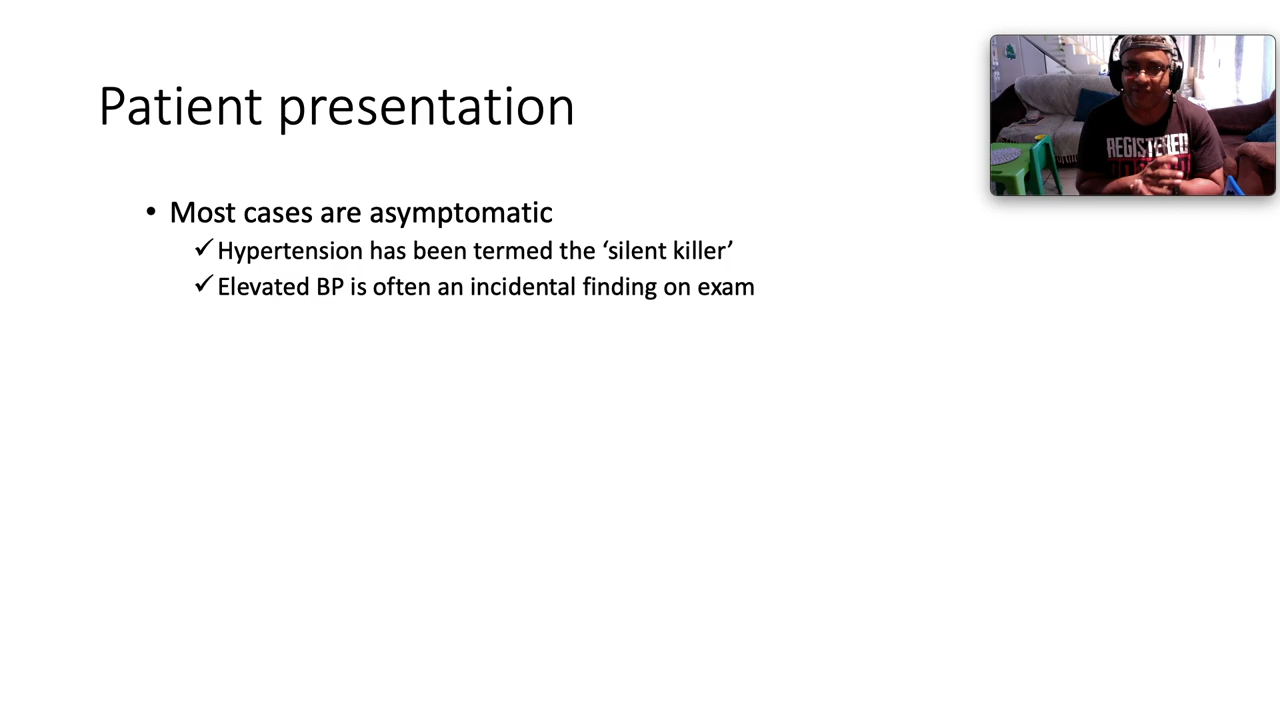 Patient presentation
• Most cases are asymptomatic
✓ Hypertension has been termed the ‘silent killer’
✓ Elevated BP is often an incidental finding on exam
REGISTERED